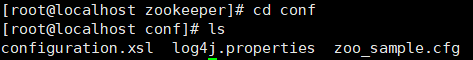 [root@localhost zookeeper]# cd conf
[root@localhost conf]# ls
configuration.xsl  log4j.properties  zoo_sample.cfg